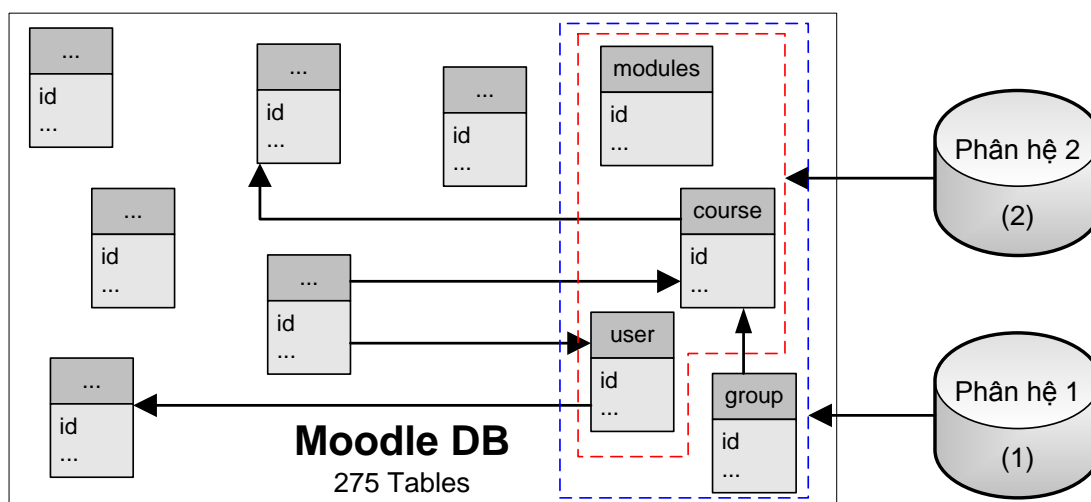 ...
id
...
...
id
...
...
id
...
modules
id
...
Phân hệ 2
(2)
...
id
...
course
id
...
...
id
...
user
id
...
...
id
...
group
id
...
Phân hệ 1
(1)
Moodle DB
275 Tables